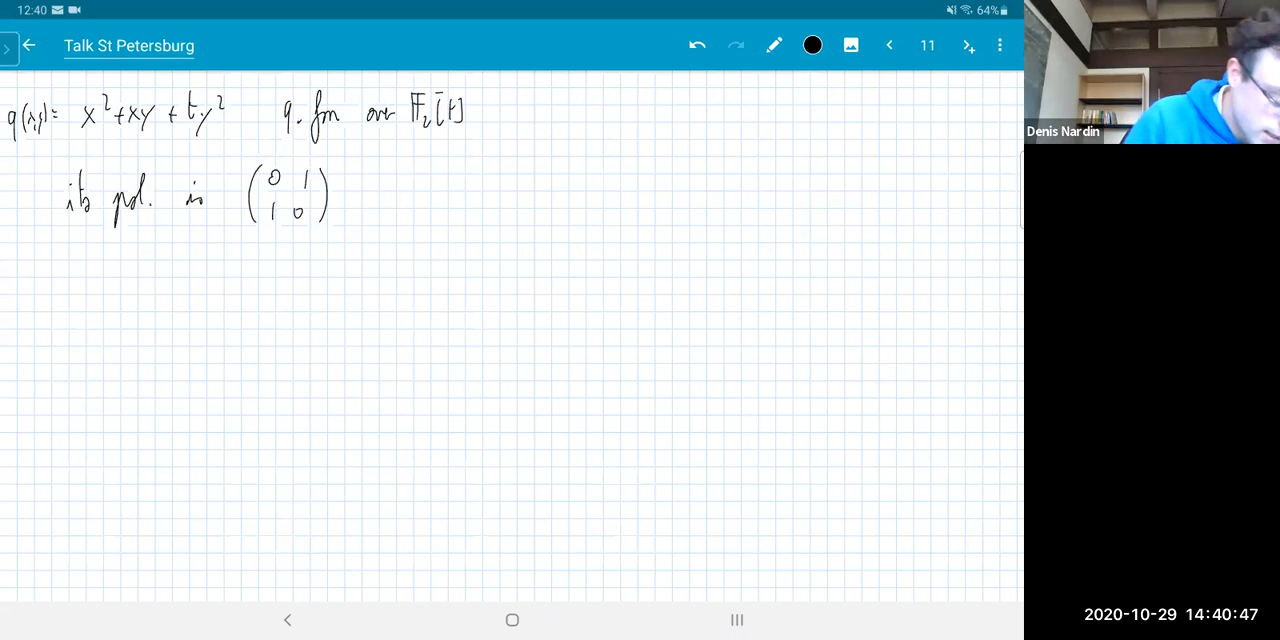 12:40
64%
Talk St Petersburg
11
q(x,y)= x²+xy + ty² q. form over 𝔽₂[t]
its pol. is (0 1
1 0)
Denis Nardin
2020-10-29 14:40:47